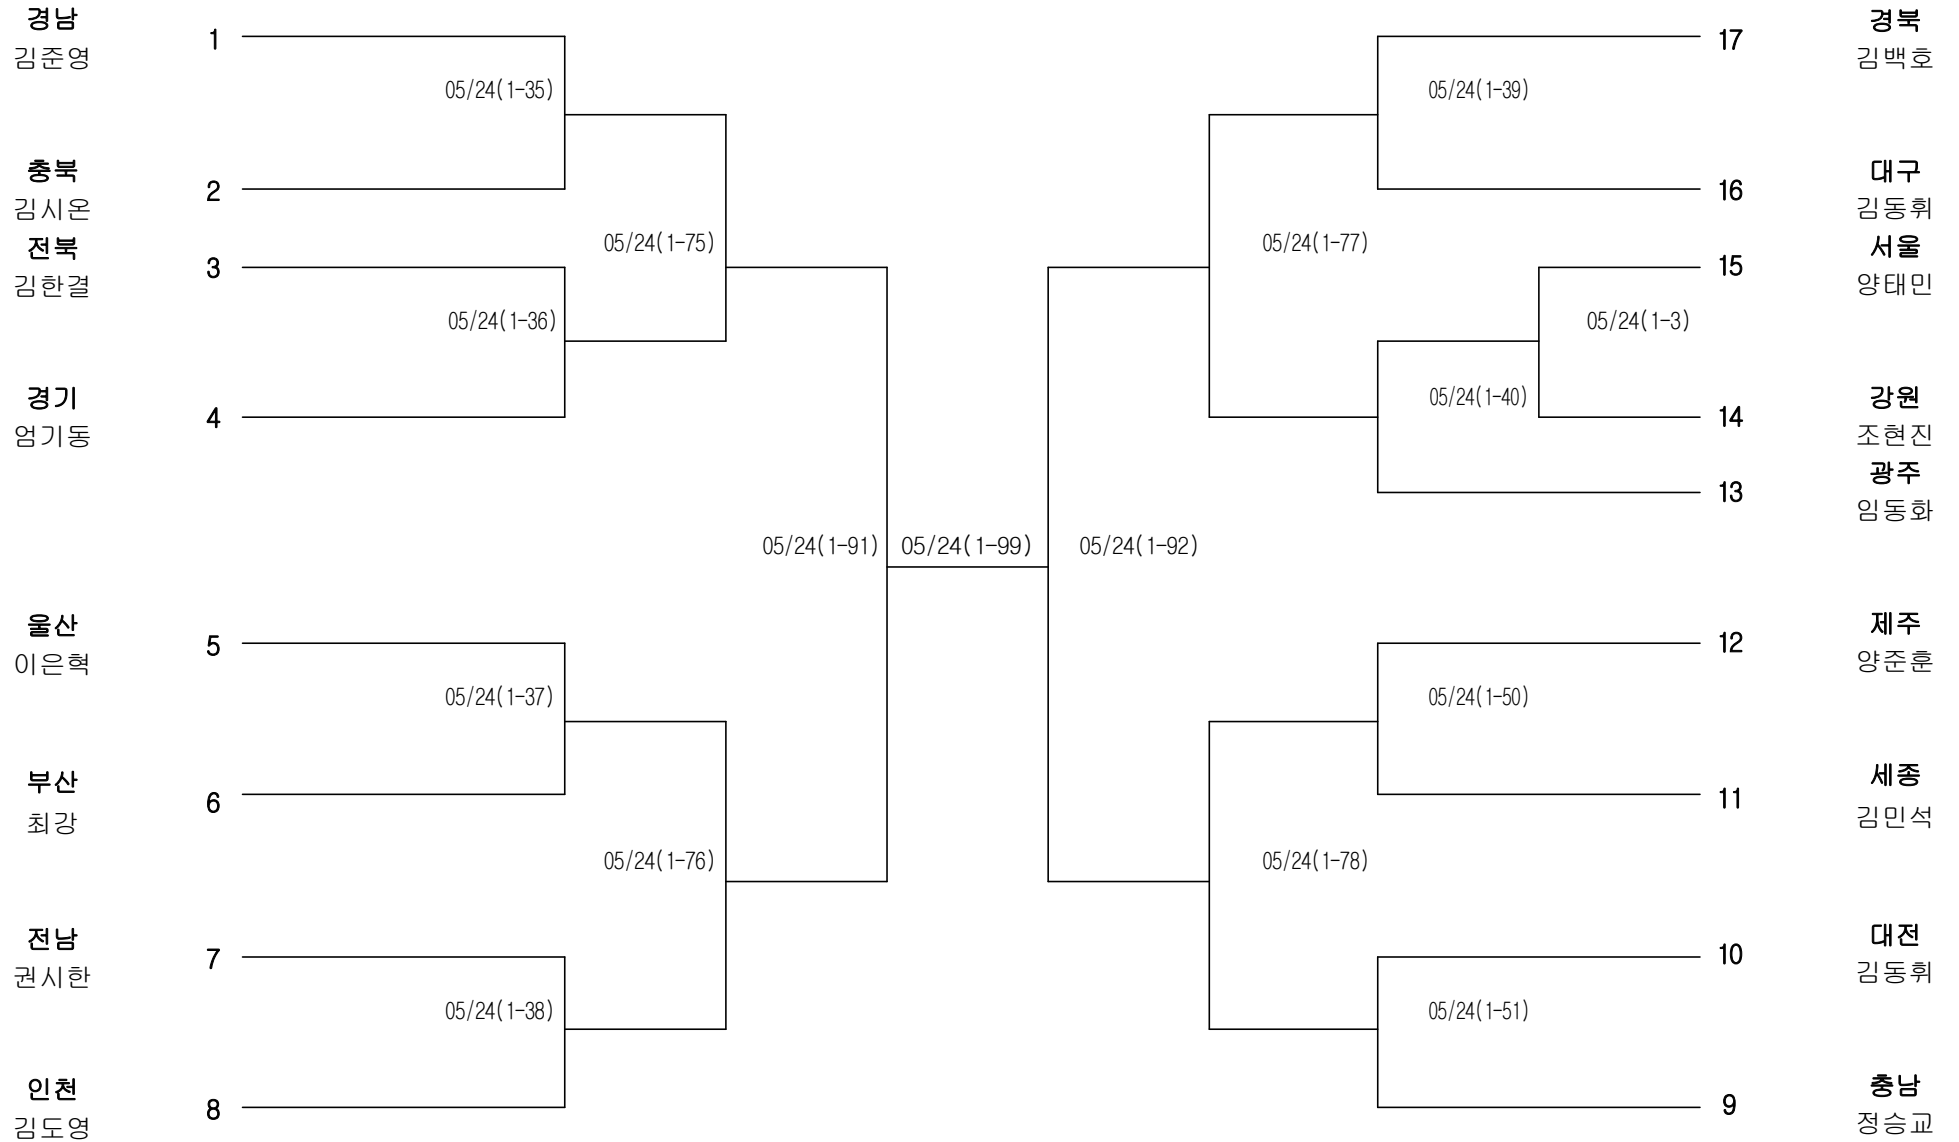 경남
김준영
1
05/24(1-35)
충북
김시온
2
전북
김한결
3
05/24(1-75)
05/24(1-36)
경기
엄기동
4
05/24(1-91)
울산
이은혁
5
05/24(1-37)
부산
최강
6
05/24(1-76)
전남
권시한
7
05/24(1-38)
인천
김도영
8
05/24(1-99)
17
경북
김백호
05/24(1-39)
16
대구
김동휘
05/24(1-77)
15
서울
양태민
05/24(1-3)
05/24(1-40)
14
강원
조현진
13
광주
임동화
05/24(1-92)
12
제주
양준훈
05/24(1-50)
11
세종
김민석
05/24(1-78)
10
대전
김동휘
05/24(1-51)
9
충남
정승교